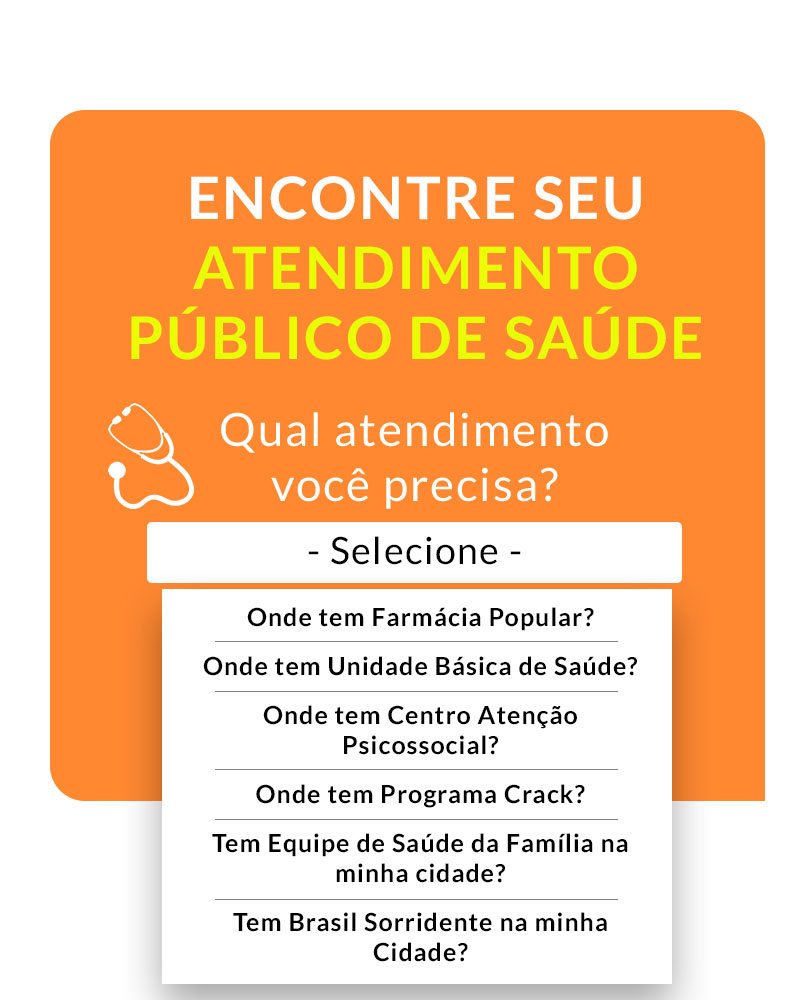 ENCONTRE SEU
ATENDIMENTO
PÚBLICO DE SAÚDE
Qual atendimento
você precisa?
- Selecione -
Onde tem Farmácia Popular?
Onde tem Unidade Básica de Saúde?
Onde tem Centro Atenção
Psicossocial?
Onde tem Programa Crack?
Tem Equipe de Saúde da Família na
minha cidade?
Tem Brasil Sorridente na minha
Cidade?